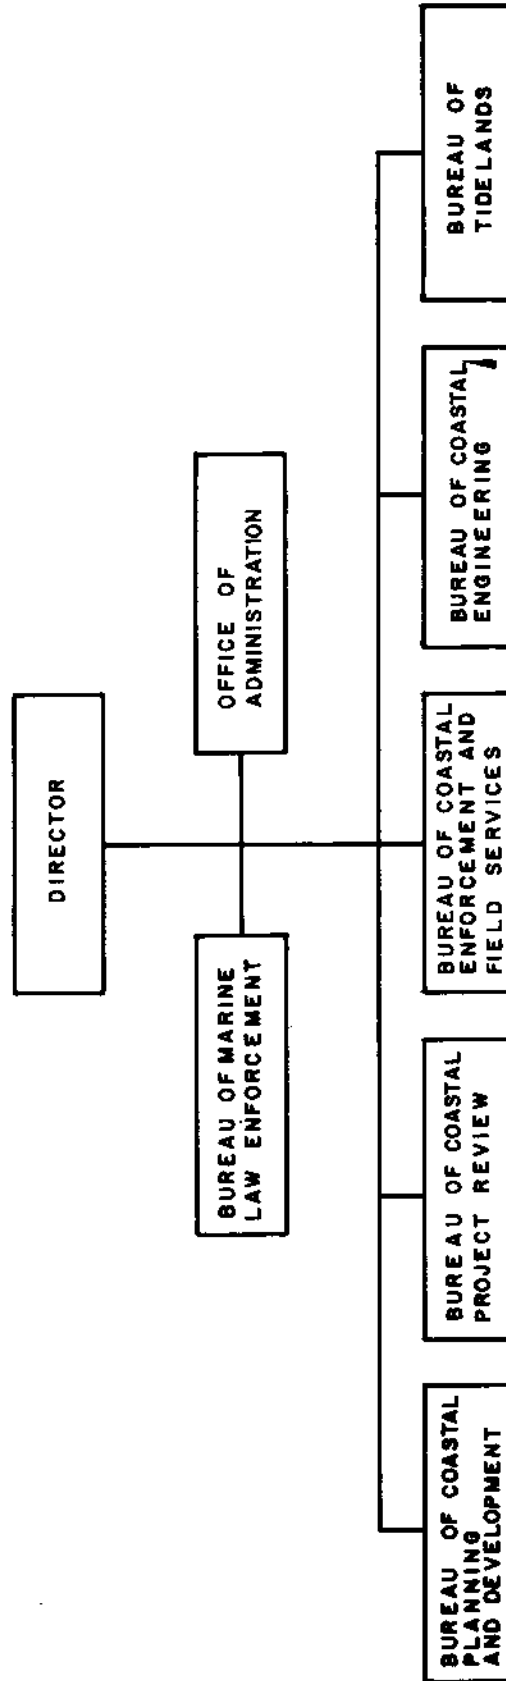 DIRECTOR
BUREAU OF MARINE
LAW ENFORCEMENT
OFFICE OF
ADMINISTRATION
BUREAU OF COASTAL
PLANNING
AND DEVELOPMENT
BUREAU OF COASTAL
PROJECT REVIEW
BUREAU OF COASTAL
ENFORCEMENT AND
FIELD SERVICES
BUREAU OF COASTAL
ENGINEERING
BUREAU OF
TIDELANDS